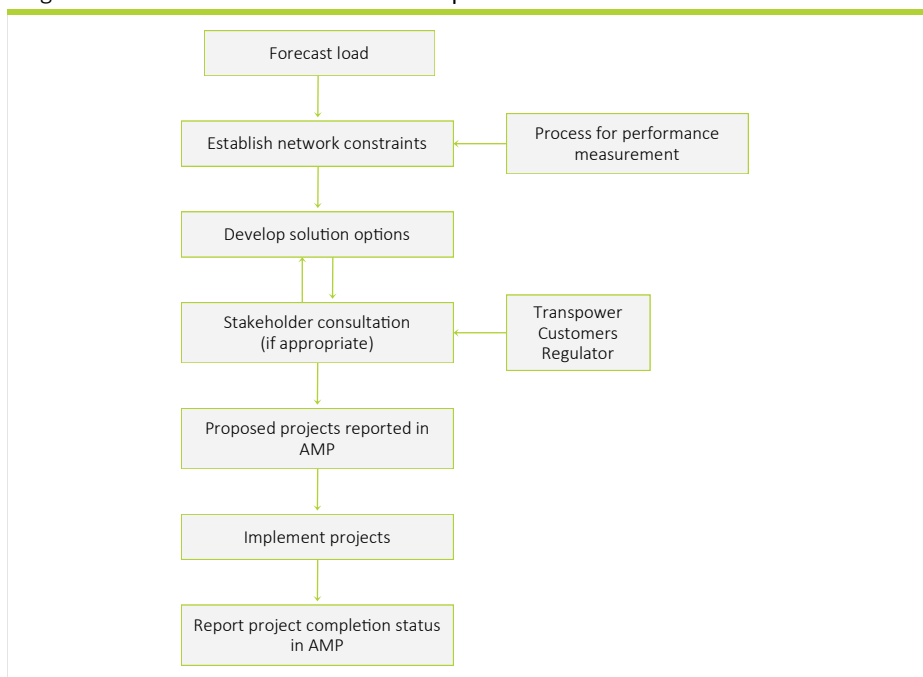 Forecast load
Establish network constraints
Process for performance
measurement
Develop solution options
Stakeholder consultation
(if appropriate)
Transpower
Customers
Regulator
Proposed projects reported in
AMP
Implement projects
Report project completion status
in AMP